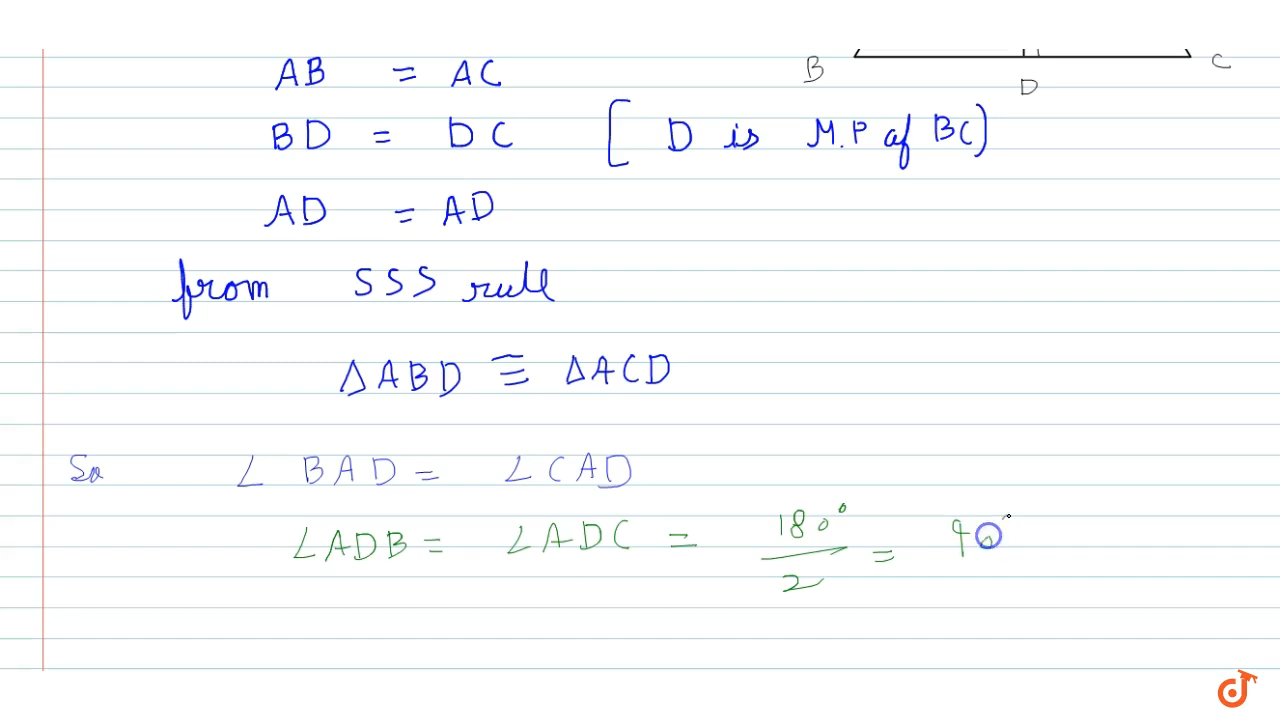 B C
D
AB = AC
BD = DC [ D is M.P of BC)
AD = AD
from SSS rule
ΔABD ≅ ΔACD
So ∠ BAD = ∠CAD
∠ADB = ∠ADC = 180°/2 = 90